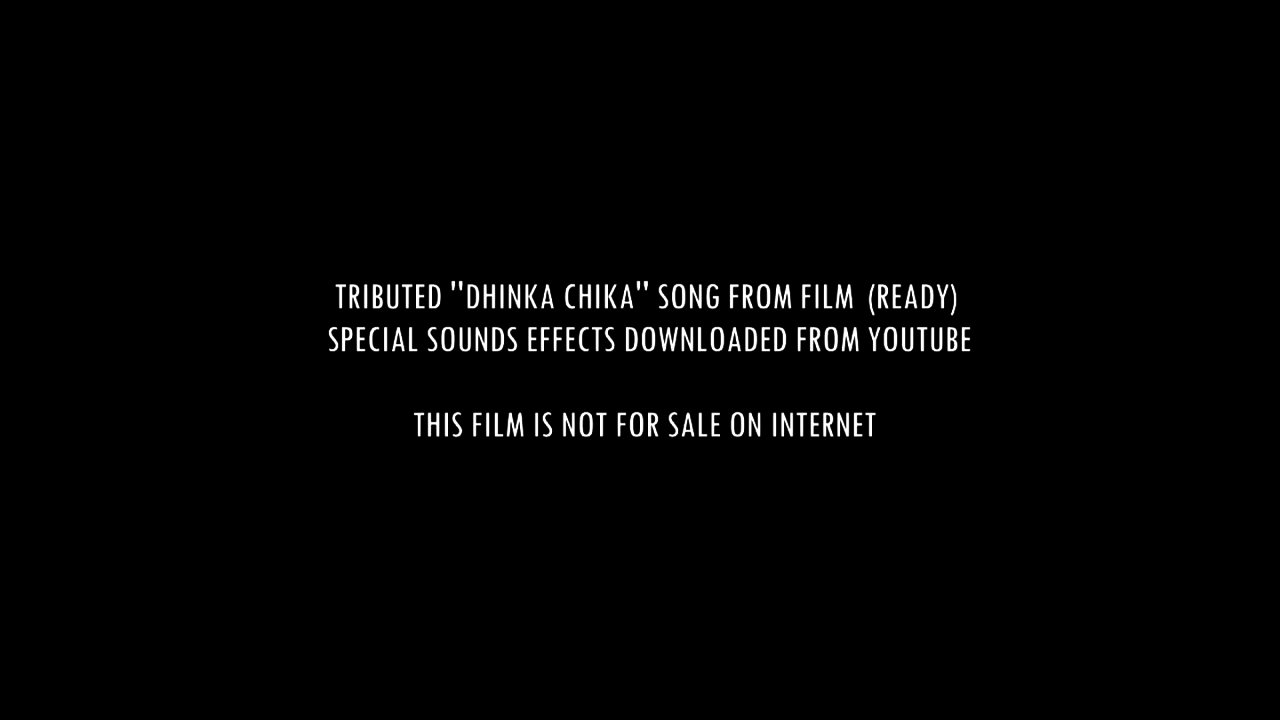 TRIBUTED "DHINKA CHIKA" SONG FROM FILM (READY)
SPECIAL SOUNDS EFFECTS DOWNLOADED FROM YOUTUBE
THIS FILM IS NOT FOR SALE ON INTERNET